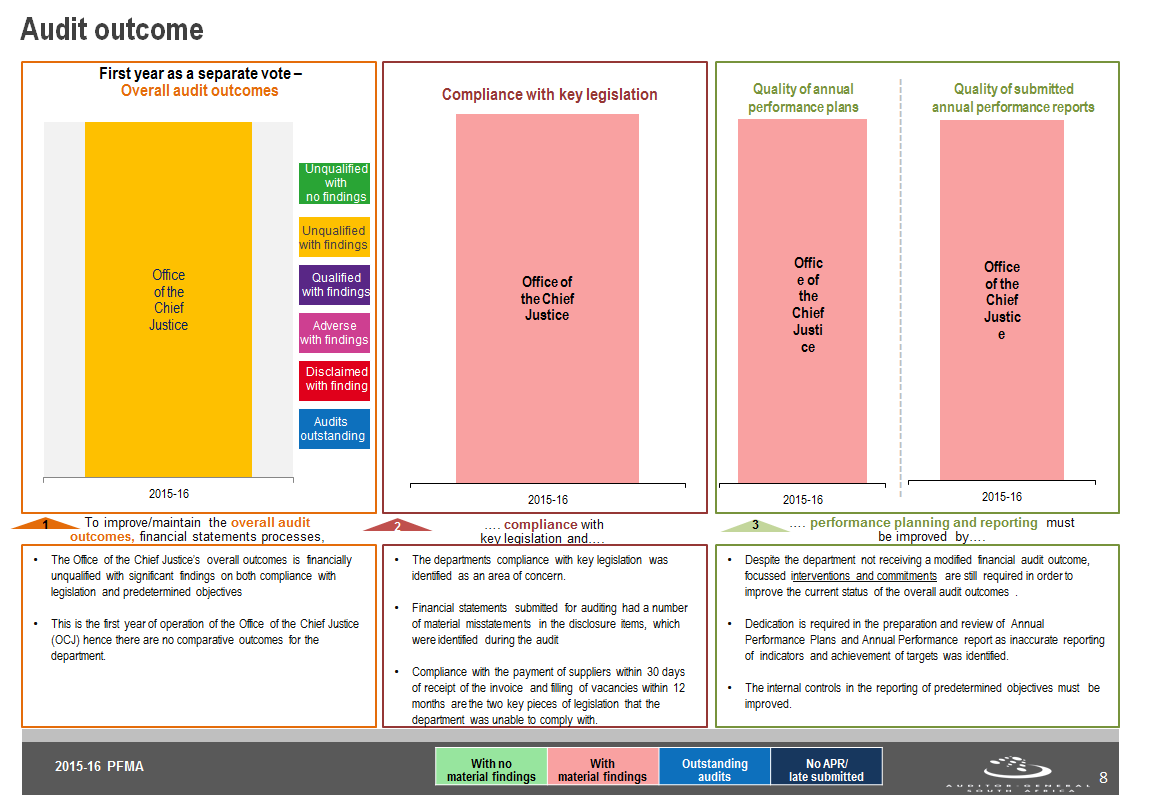 Audit outcome
First year as a separate vote –
Overall audit outcomes
Office
of the
Chief
Justice
2015-16
Unqualified
with
no findings
Unqualified
with findings
Qualified
with findings
Adverse
with findings
Disclaimed
with finding
Audits
outstanding
Compliance with key legislation
Office of
the Chief
Justice
2015-16
Quality of annual
performance plans
Offic
e of
the
Chief
Justi
ce
2015-16
Quality of submitted
annual performance reports
Office
of the
Chief
Justic
e
2015-16
1
To improve/maintain the overall audit
outcomes, financial statements processes,
• The Office of the Chief Justice's overall outcomes is financially
unqualified with significant findings on both compliance with
legislation and predetermined objectives
• This is the first year of operation of the Office of the Chief Justice
(OCJ) hence there are no comparative outcomes for the
department.
2
.... compliance with
key legislation and....
• The departments compliance with key legislation was
identified as an area of concern.
• Financial statements submitted for auditing had a number
of material misstatements in the disclosure items, which
were identified during the audit
• Compliance with the payment of suppliers within 30 days
of receipt of the invoice and filling of vacancies within 12
months are the two key pieces of legislation that the
department was unable to comply with.
3
.... performance planning and reporting must
be improved by....
• Despite the department not receiving a modified financial audit outcome,
focussed interventions and commitments are still required in order to
improve the current status of the overall audit outcomes .
• Dedication is required in the preparation and review of Annual
Performance Plans and Annual Performance report as inaccurate reporting
of indicators and achievement of targets was identified.
• The internal controls in the reporting of predetermined objectives must be
improved.
2015-16 PFMA
With no
material findings
With
material findings
Outstanding
audits
No APR/
late submitted
AUDITOR-GENERAL
SOUTH AFRICA
8